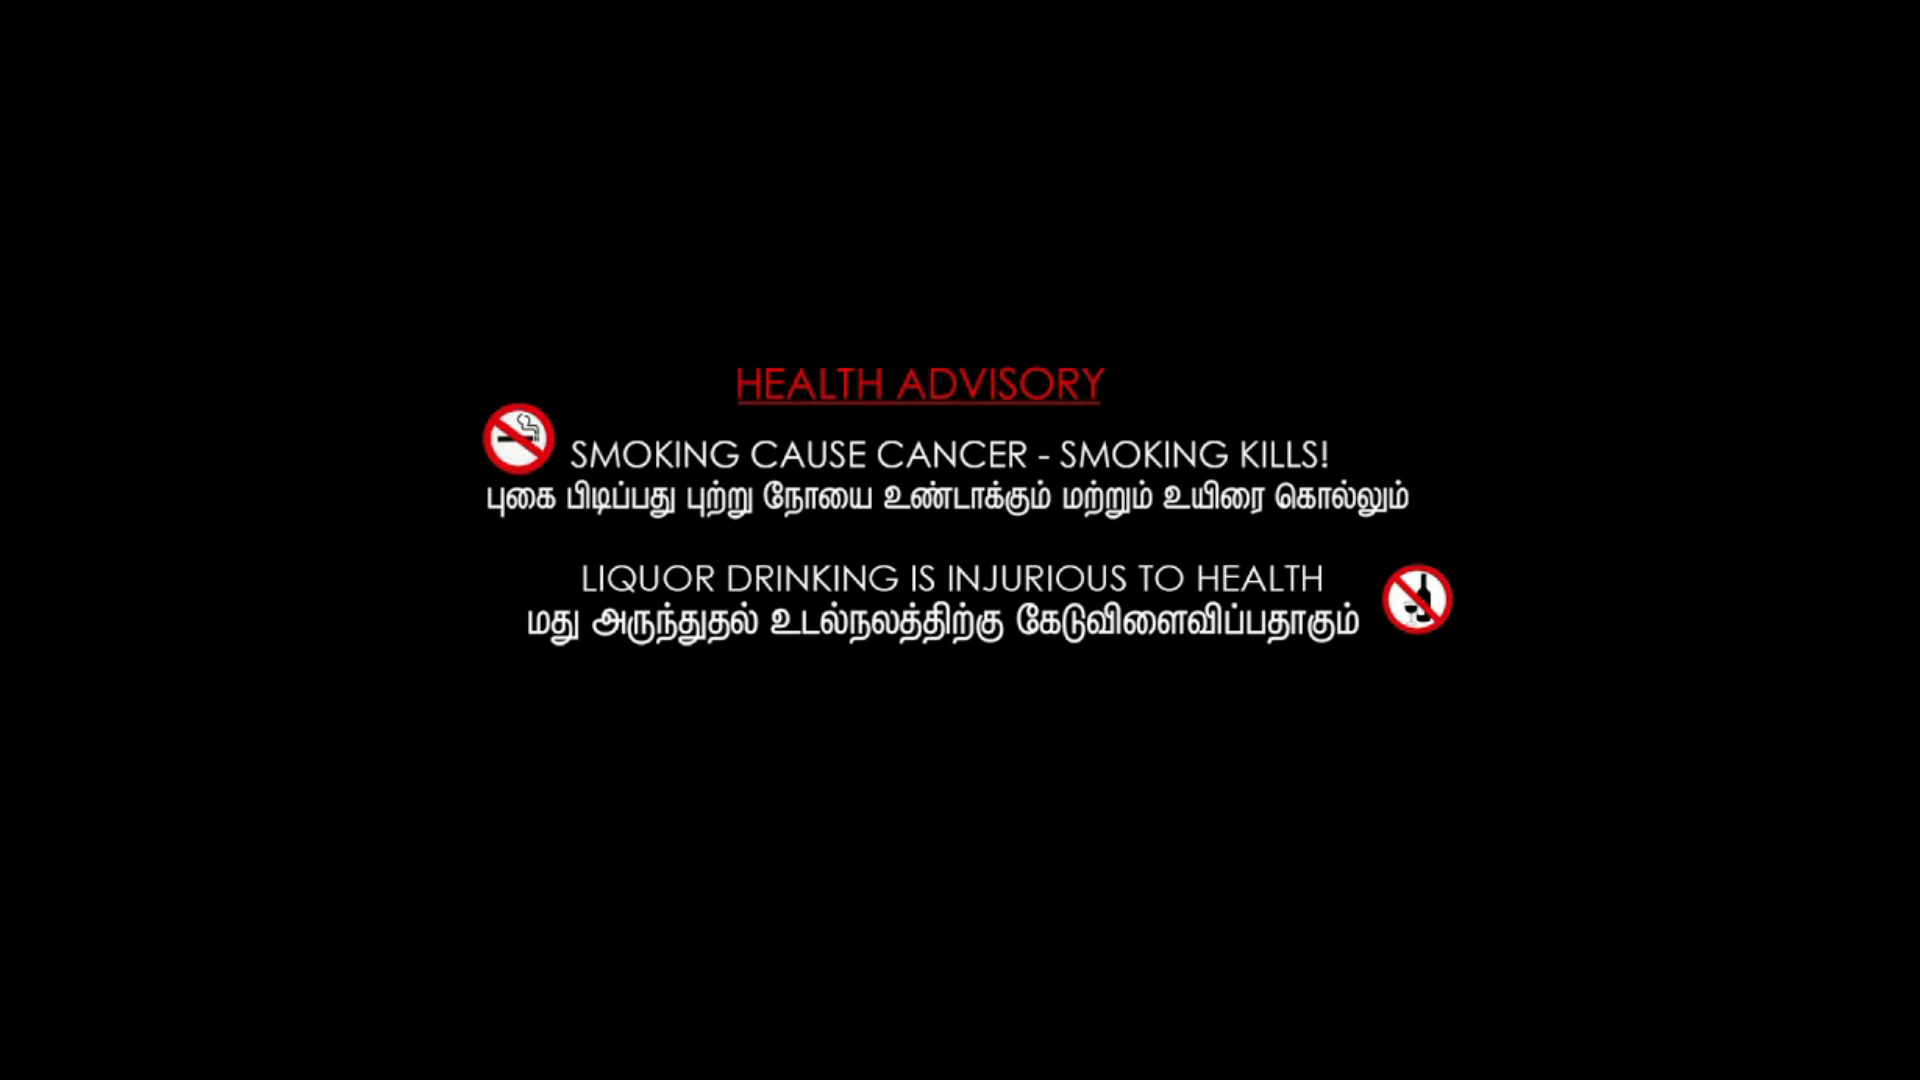 HEALTH ADVISORY
SMOKING CAUSE CANCER - SMOKING KILLS!
புகை பிடிப்பது புற்று நோயை உண்டாக்கும் மற்றும் உயிரை கொல்லும்
LIQUOR DRINKING IS INJURIOUS TO HEALTH
மது அருந்துதல் உடல்நலத்திற்கு கேடுவிளைவிப்பதாகும்